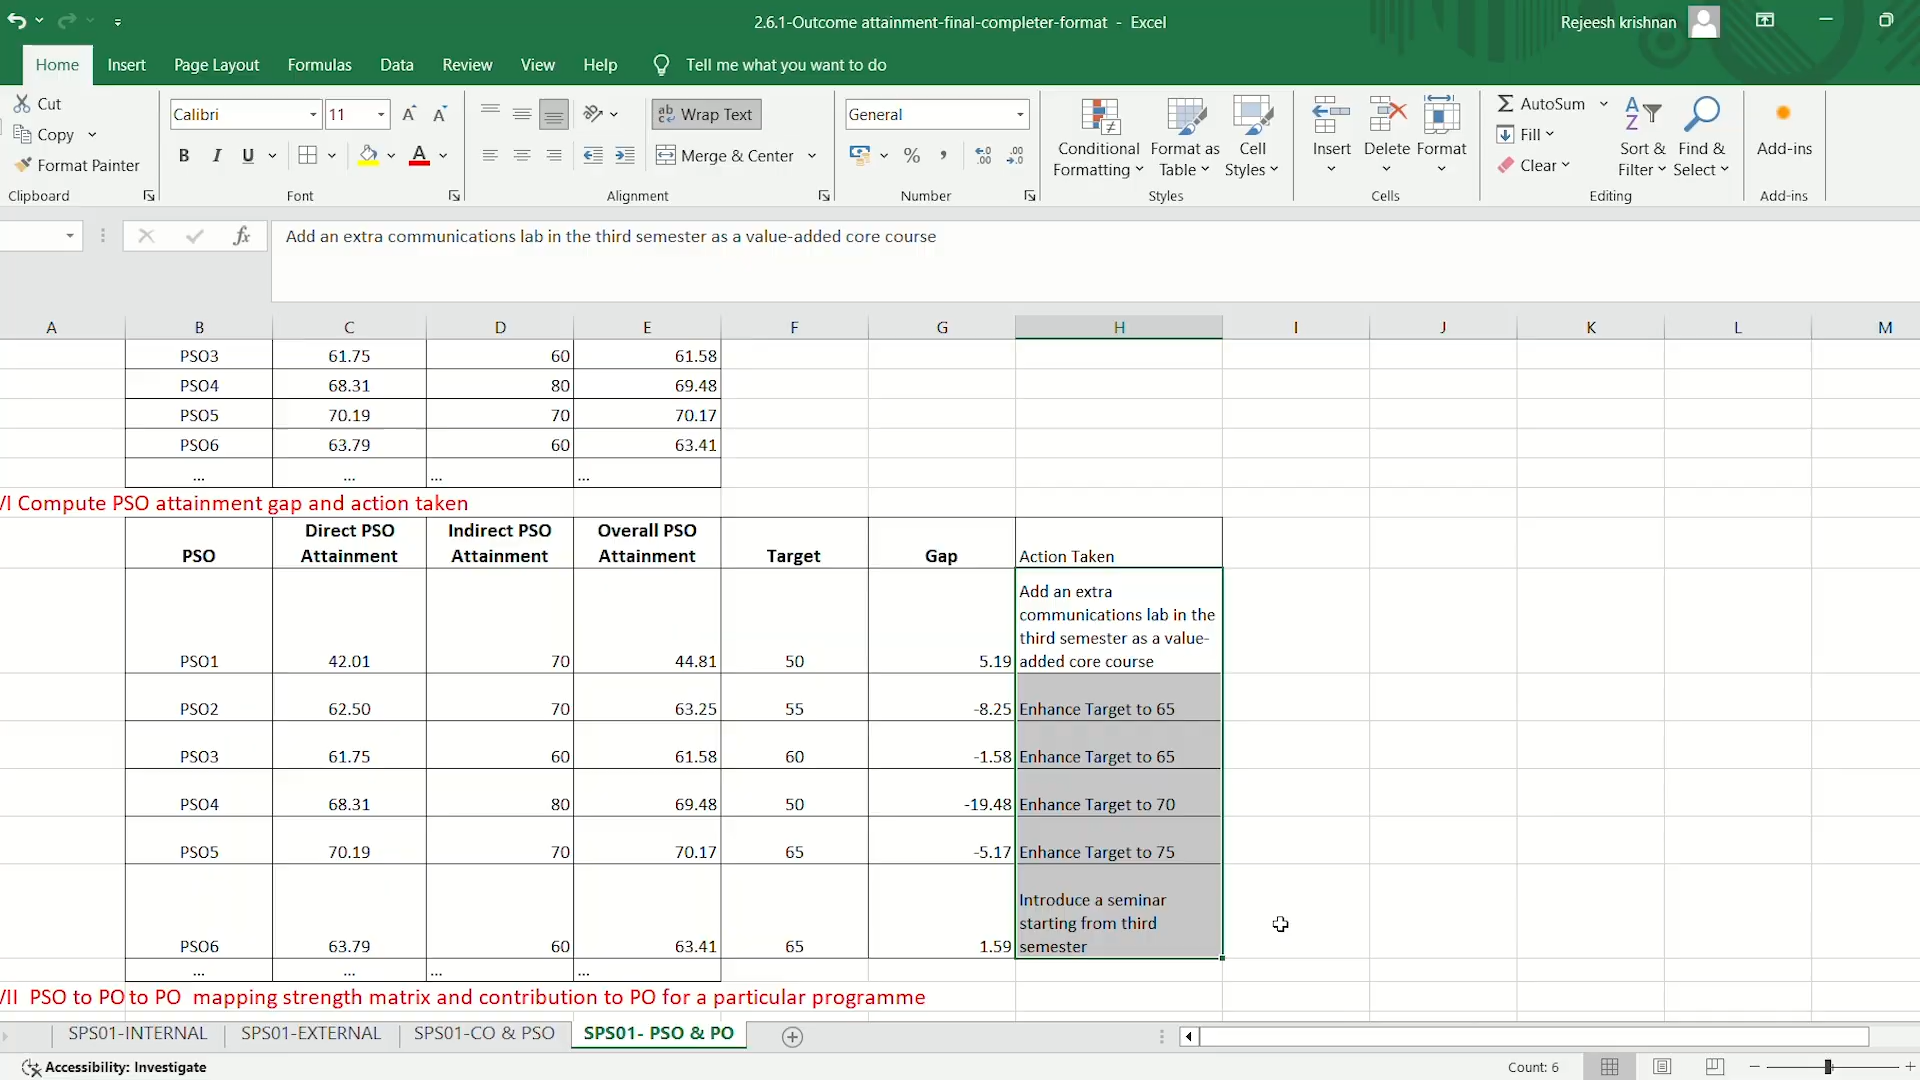 2.6.1-Outcome attainment-final-completer-format - Excel
Rejeesh krishnan
Home Insert Page Layout Formulas Data Review View Help Tell me what you want to do
Cut
Copy
Format Painter
Clipboard
Calibri 11
B I U
Font
Wrap Text
Merge & Center
Alignment
General
Number
Conditional Formatting
Format as Table
Cell Styles
Styles
Insert Delete Format
Cells
AutoSum
Fill
Clear
Sort & Filter
Find & Select
Editing
Add-ins
Add-ins
fx Add an extra communications lab in the third semester as a value-added core course
A B C D E F G H I J K L M
PSO3 61.75 60 61.58
PSO4 68.31 80 69.48
PSO5 70.19 70 70.17
PSO6 63.79 60 63.41
... ... ... ...
VI Compute PSO attainment gap and action taken
PSO Direct PSO Attainment Indirect PSO Attainment Overall PSO Attainment Target Gap Action Taken
PSO1 42.01 70 44.81 50 5.19 Add an extra communications lab in the third semester as a value-added core course
PSO2 62.50 70 63.25 55 -8.25 Enhance Target to 65
PSO3 61.75 60 61.58 60 -1.58 Enhance Target to 65
PSO4 68.31 80 69.48 50 -19.48 Enhance Target to 70
PSO5 70.19 70 70.17 65 -5.17 Enhance Target to 75
PSO6 63.79 60 63.41 65 1.59 Introduce a seminar starting from third semester
... ... ... ...
VII PSO to PO to PO mapping strength matrix and contribution to PO for a particular programme
SPS01-INTERNAL SPS01-EXTERNAL SPS01-CO & PSO SPS01- PSO & PO
Accessibility: Investigate
Count: 6